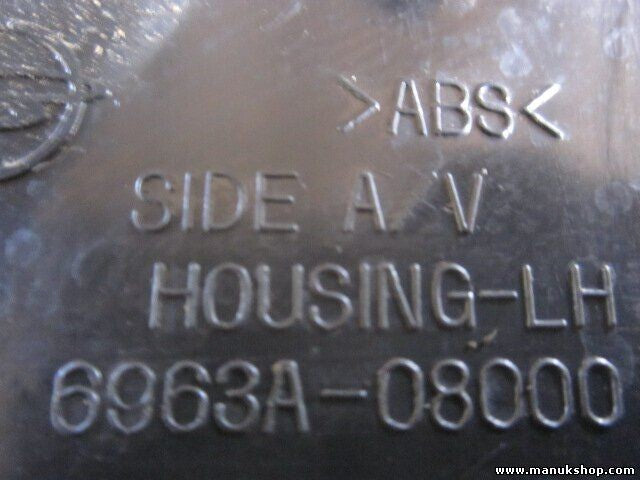 >ABS<
SIDE A/V
HOUSING-LH
6963A-08000
www.manukshop.com